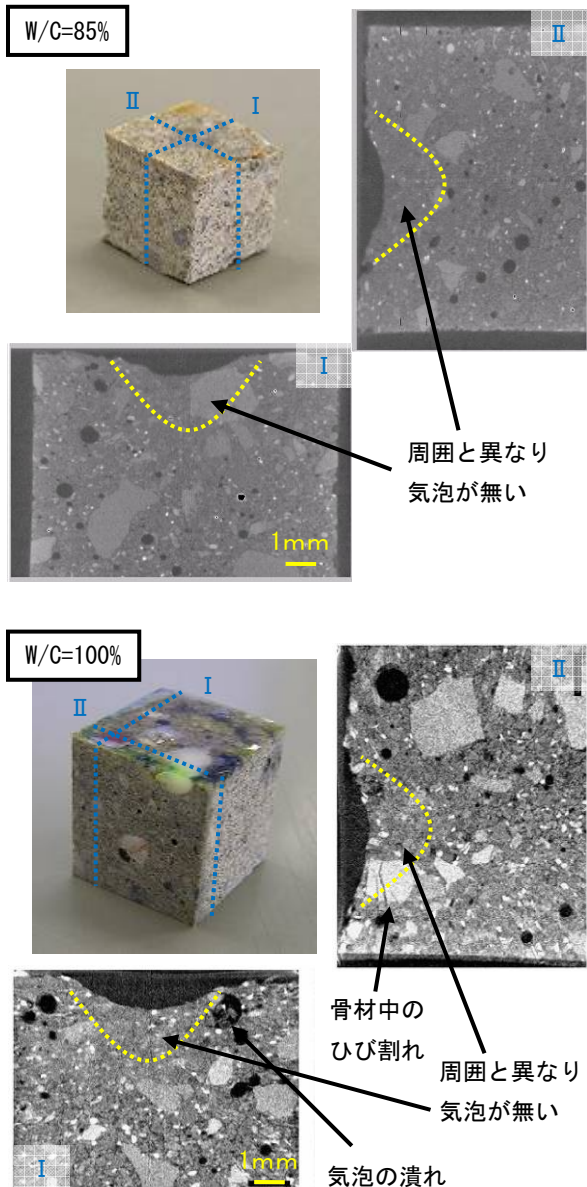 W/C=85%
Ⅱ
Ⅱ
Ⅰ
Ⅰ
周囲と異なり
気泡が無い
1mm
W/C=100%
Ⅰ
Ⅱ
Ⅱ
骨材中の
ひび割れ
周囲と異なり
気泡が無い
Ⅰ
1mm
気泡の潰れ